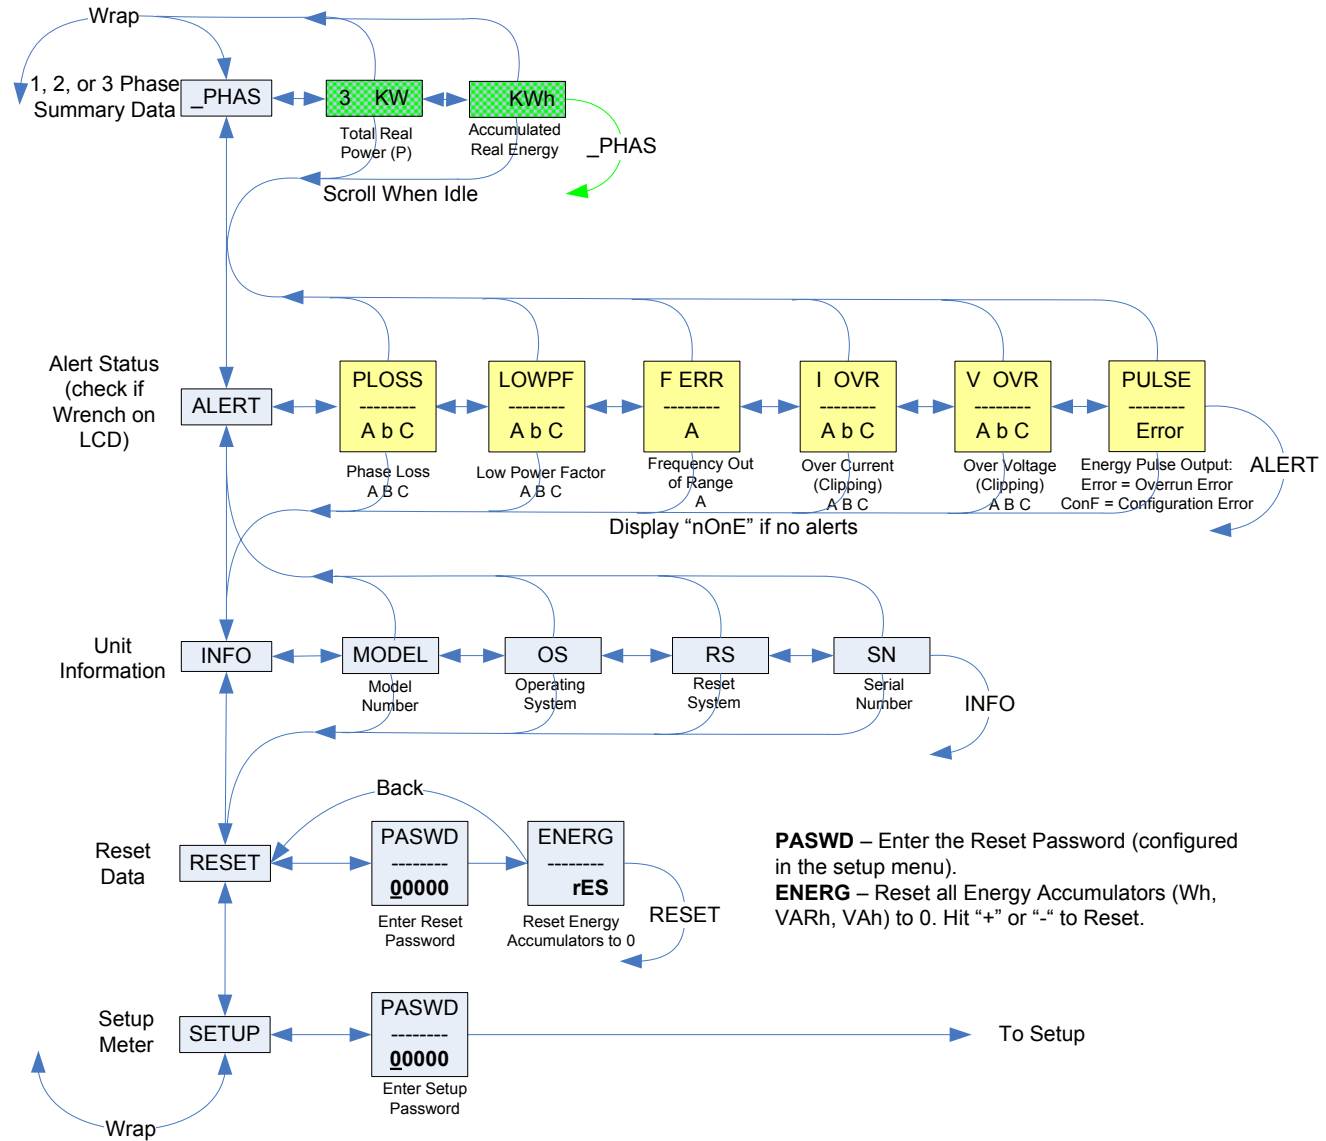 Wrap
1, 2, or 3 Phase
Summary Data
_PHAS
3 KW
KWh
Total Real
Power (P)
Accumulated
Real Energy
_PHAS
Scroll When Idle
Alert Status
(check if
Wrench on
LCD)
ALERT
PLOSS
--------
A b C
LOWPF
--------
A b C
F ERR
--------
A
I OVR
--------
A b C
V OVR
--------
A b C
PULSE
--------
Error
Phase Loss
A B C
Low Power Factor
A B C
Frequency Out
of Range
A
Over Current
(Clipping)
A B C
Over Voltage
(Clipping)
A B C
Energy Pulse Output:
Error = Overrun Error
ConF = Configuration Error
ALERT
Display “nOnE” if no alerts
Unit
Information
INFO
MODEL
OS
RS
SN
Model
Number
Operating
System
Reset
System
Serial
Number
INFO
Back
Reset
Data
RESET
PASWD
--------
00000
ENERG
--------
rES
Enter Reset
Password
Reset Energy
Accumulators to 0
RESET
PASWD – Enter the Reset Password (configured
in the setup menu).
ENERG – Reset all Energy Accumulators (Wh,
VARh, VAh) to 0. Hit “+” or “-“ to Reset.
Setup
Meter
SETUP
PASWD
--------
00000
Enter Setup
Password
To Setup
Wrap